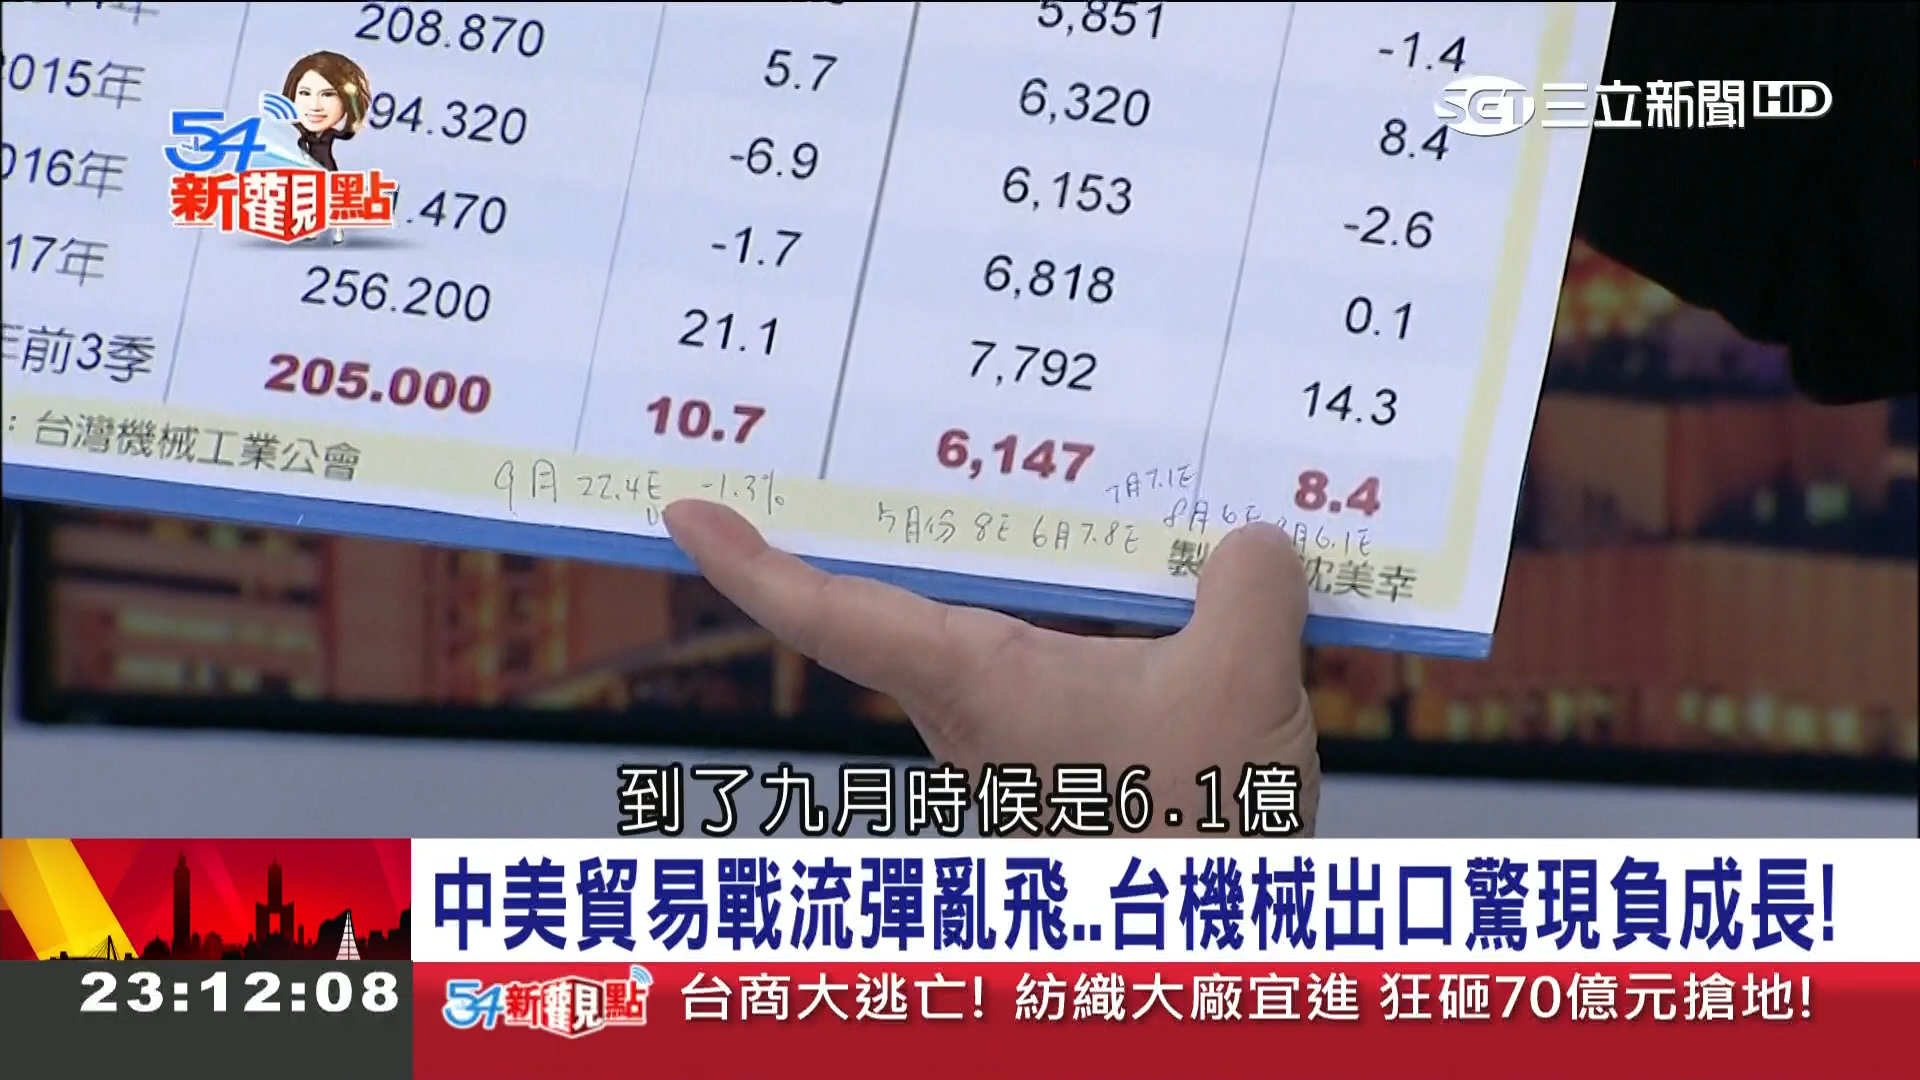 208.870 5.7 5,851 -1.4
015年 94.320 -6.9 6,320 8.4
016年 .470 -1.7 6,153 -2.6
17年 256.200 21.1 6,818 0.1
年前3季 205.000 10.7 7,792 14.3
6,147 8.4
：台灣機械工業公會
9月 22.4E -1.3%
7月7.1E
5月份 8E 6月7.8E 8月6E
月6.1E
製 沈美幸
54新觀點
SET三立新聞HD
到了九月時候是6.1億
中美貿易戰流彈亂飛..台機械出口驚現負成長!
23:12:08
54新觀點 台商大逃亡! 紡織大廠宜進 狂砸70億元搶地!